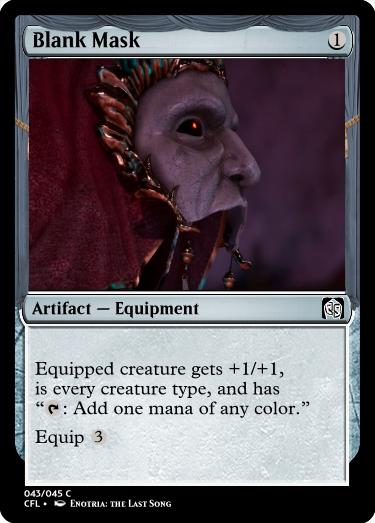 Blank Mask 1
Artifact — Equipment
Equipped creature gets +1/+1,
is every creature type, and has
“: Add one mana of any color.”
Equip 3
043/045 C
CFL • Enotria: the Last Song